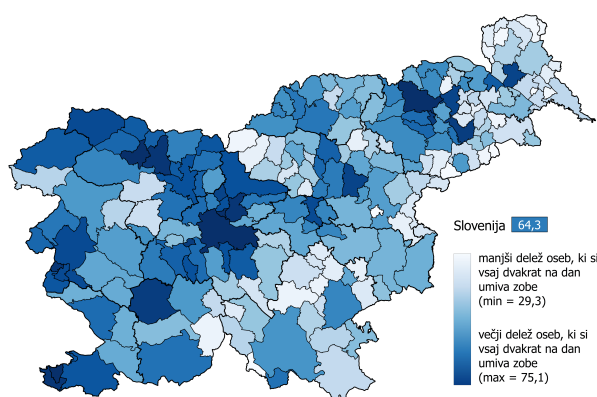 Slovenija 64,3
manjši delež oseb, ki si
vsaj dvakrat na dan
umiva zobe
(min = 29,3)
večji delež oseb, ki si
vsaj dvakrat na dan
umiva zobe
(max = 75,1)